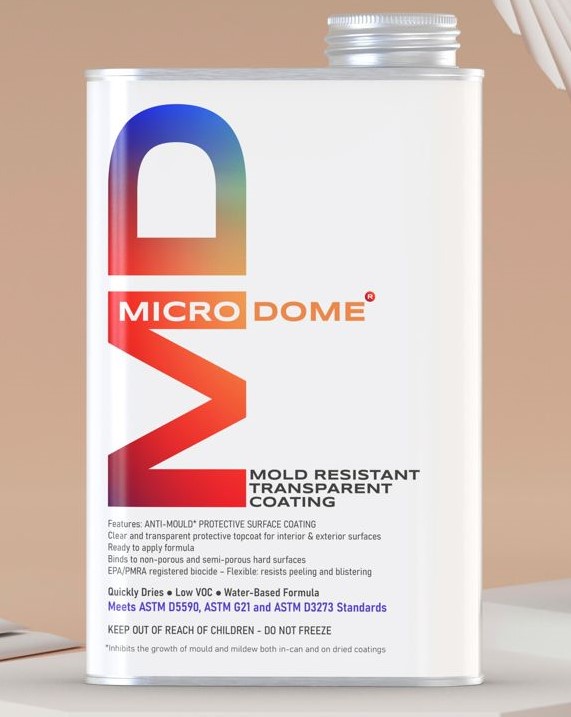 MD
MICRO DOME®
MOLD RESISTANT
TRANSPARENT
COATING
Features: ANTI-MOULD* PROTECTIVE SURFACE COATING
Clear and transparent protective topcoat for interior & exterior surfaces
Ready to apply formula
Binds to non-porous and semi-porous hard surfaces
EPA/PMRA registered biocide – Flexible: resists peeling and blistering
Quickly Dries ● Low VOC ● Water-Based Formula
Meets ASTM D5590, ASTM G21 and ASTM D3273 Standards
KEEP OUT OF REACH OF CHILDREN - DO NOT FREEZE
*Inhibits the growth of mould and mildew both in-can and on dried coatings